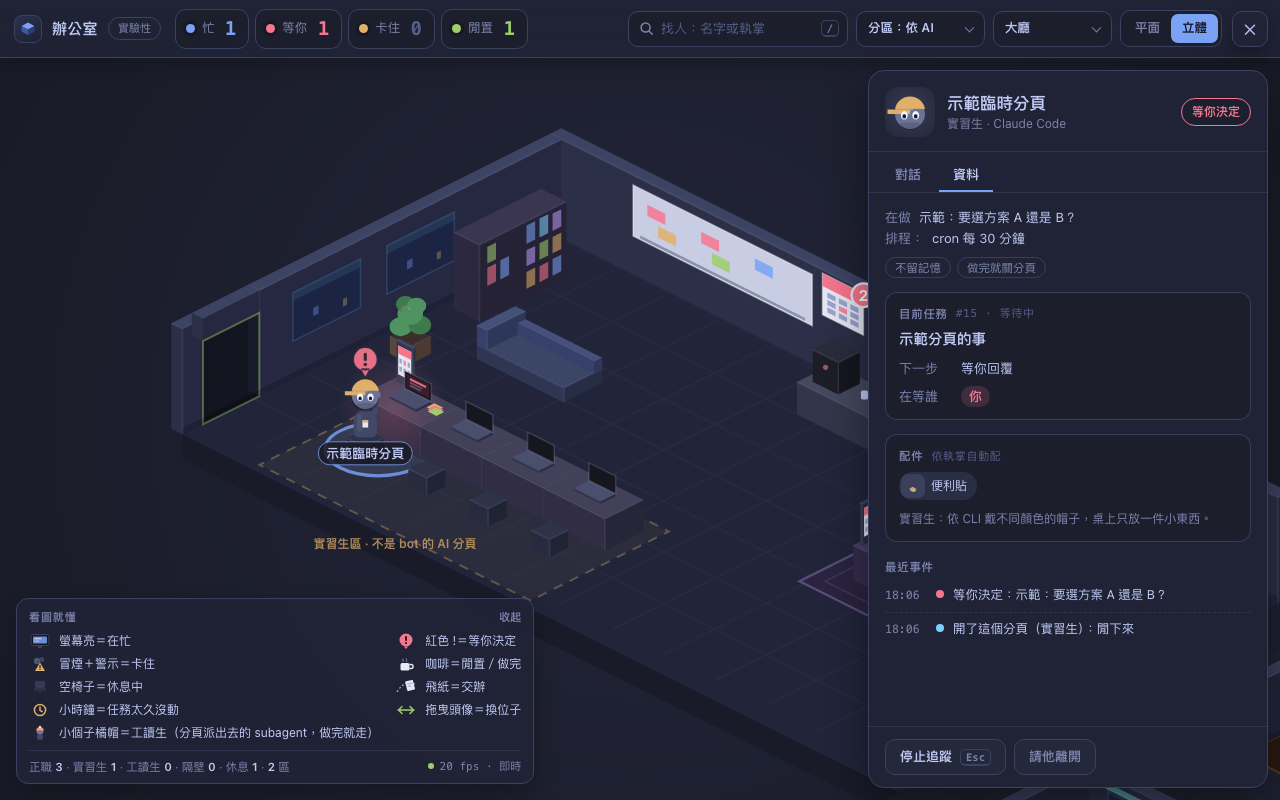 辦公室 實驗性 忙 1 等你 1 卡住 0 閒置 1 找人：名字或執掌 / 分區：依 AI 大廳 平面 立體
示範臨時分頁
實習生 · Claude Code
等你決定
對話 資料
在做 示範：要選方案 A 還是 B？
排程： cron 每 30 分鐘
不留記憶 做完就關分頁
目前任務 #15 · 等待中
示範分頁的事
下一步 等你回覆
在等誰 你
配件 依執掌自動配
便利貼
實習生：依 CLI 戴不同顏色的帽子，桌上只放一件小東西。
最近事件
18:06 等你決定：示範：要選方案 A 還是 B？
18:06 開了這個分頁（實習生）：閒下來
停止追蹤 Esc 請他離開
2
示範臨時分頁
實習生區 · 不是 bot 的 AI 分頁
看圖就懂 收起
螢幕亮＝在忙 紅色 !＝等你決定
冒煙＋警示＝卡住 咖啡＝閒置 / 做完
空椅子＝休息中 飛紙＝交辦
小時鐘＝任務太久沒動 拖曳頭像＝換位子
小個子橘帽＝工讀生（分頁派出去的 subagent，做完就走）
正職 3 · 實習生 1 · 工讀生 0 · 隔壁 0 · 休息 1 · 2 區 20 fps · 即時